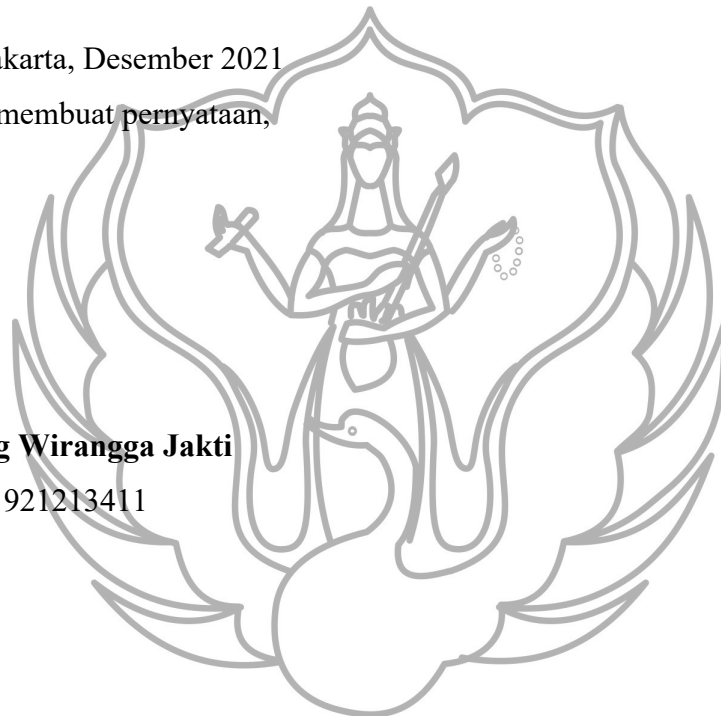 akarta, Desember 2021
membuat pernyataan,
g Wirangga Jakti
921213411